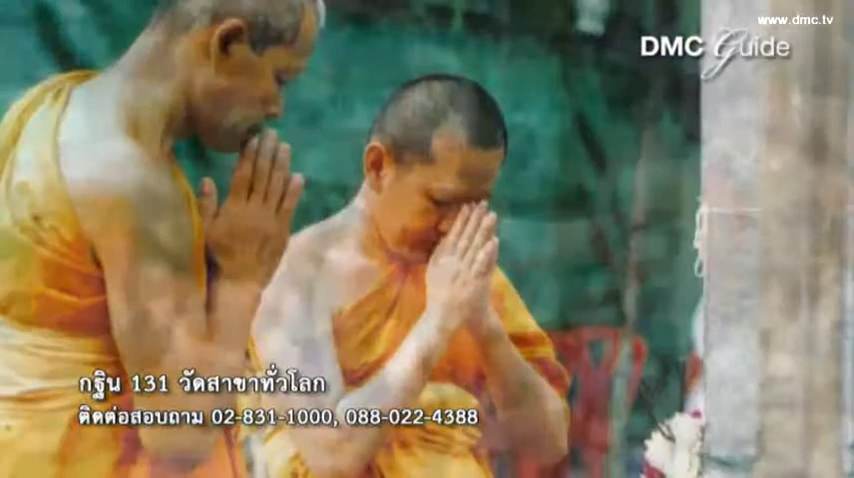 www.dmc.tv
DMC Guide
กฐิน 131 วัดสาขาทั่วโลก
ติดต่อสอบถาม 02-831-1000, 088-022-4388